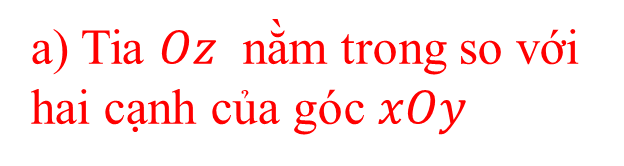 a) Tia Oz nằm trong so với
hai cạnh của góc xOy